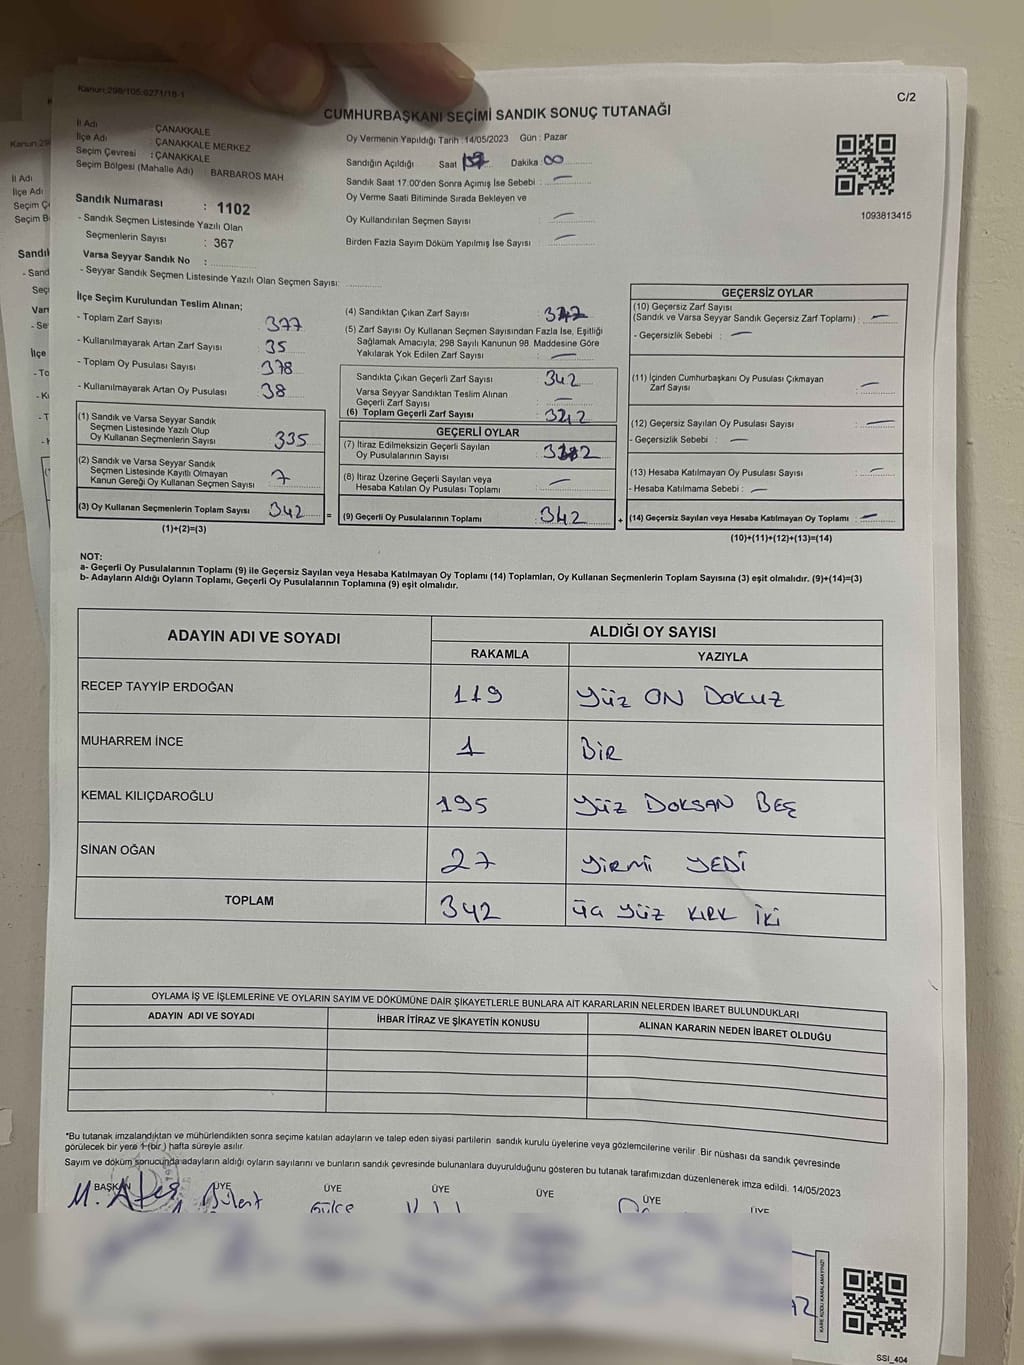 Kanun:298/105:6271/18-1
C/2
CUMHURBAŞKANI SEÇİMİ SANDIK SONUÇ TUTANAĞI
İl Adı ÇANAKKALE
İlçe Adı ÇANAKKALE MERKEZ
Seçim Çevresi : ÇANAKKALE
Seçim Bölgesi (Mahalle Adı) : BARBAROS MAH
Oy Vermenin Yapıldığı Tarih :14/05/2023 Gün : Pazar
Sandığın Açıldığı Saat Dakika :00
Sandık Saat 17.00'den Sonra Açımış İse Sebebi : —
Oy Verme Saati Bitiminde Sırada Bekleyen ve
Oy Kullandırılan Seçmen Sayısı : —
Birden Fazla Sayım Döküm Yapılmış İse Sayısı : —
1093813415
Sandık Numarası : 1102
- Sandık Seçmen Listesinde Yazılı Olan
Seçmenlerin Sayısı : 367
Varsa Seyyar Sandık No :
- Seyyar Sandık Seçmen Listesinde Yazılı Olan Seçmen Sayısı:
İlçe Seçim Kurulundan Teslim Alınan;
- Toplam Zarf Sayısı 377
- Kullanılmayarak Artan Zarf Sayısı : 35
- Toplam Oy Pusulası Sayısı : 378
- Kullanılmayarak Artan Oy Pusulası : 38
(1) Sandık ve Varsa Seyyar Sandık
Seçmen Listesinde Yazılı Olup
Oy Kullanan Seçmenlerin Sayısı : 335
(2) Sandık ve Varsa Seyyar Sandık
Seçmen Listesinde Kayıtlı Olmayan
Kanun Gereği Oy Kullanan Seçmen Sayısı : 7
(3) Oy Kullanan Seçmenlerin Toplam Sayısı : 342 =
(1)+(2)=(3)
(4) Sandıktan Çıkan Zarf Sayısı : 342
(5) Zarf Sayısı Oy Kullanan Seçmen Sayısından Fazla İse, Eşitliği
Sağlamak Amacıyla, 298 Sayılı Kanunun 98. Maddesine Göre
Yakılarak Yok Edilen Zarf Sayısı : —
Sandıkta Çıkan Geçerli Zarf Sayısı : 342
Varsa Seyyar Sandıktan Teslim Alınan
Geçerli Zarf Sayısı : —
(6) Toplam Geçerli Zarf Sayısı : 342
GEÇERLİ OYLAR
(7) İtiraz Edilmeksizin Geçerli Sayılan
Oy Pusulalarının Sayısı :
(8) İtiraz Üzerine Geçerli Sayılan veya
Hesaba Katılan Oy Pusulası Toplamı : —
(9) Geçerli Oy Pusulalarının Toplamı : 342 +
GEÇERSİZ OYLAR
(10) Geçersiz Zarf Sayısı
(Sandık ve Varsa Seyyar Sandık Geçersiz Zarf Toplamı) : —
- Geçersizlik Sebebi : —
(11) İçinden Cumhurbaşkanı Oy Pusulası Çıkmayan
Zarf Sayısı : —
(12) Geçersiz Sayılan Oy Pusulası Sayısı : —
- Geçersizlik Sebebi : —
(13) Hesaba Katılmayan Oy Pusulası Sayısı : —
- Hesaba Katılmama Sebebi : —
(14) Geçersiz Sayılan veya Hesaba Katılmayan Oy Toplamı : —
(10)+(11)+(12)+(13)=(14)
NOT:
a- Geçerli Oy Pusulalarının Toplamı (9) ile Geçersiz Sayılan veya Hesaba Katılmayan Oy Toplamı (14) Toplamları, Oy Kullanan Seçmenlerin Toplam Sayısına (3) eşit olmalıdır. (9)+(14)=(3)
b- Adayların Aldığı Oyların Toplamı, Geçerli Oy Pusulalarının Toplamına (9) eşit olmalıdır.
ADAYIN ADI VE SOYADI ALDIĞI OY SAYISI
RAKAMLA YAZIYLA
RECEP TAYYİP ERDOĞAN 119 Yüz ON DOKUZ
MUHARREM İNCE 1 BİR
KEMAL KILIÇDAROĞLU 195 Yüz DOKSAN BEŞ
SİNAN OĞAN 27 YİRMİ YEDİ
TOPLAM 342 üç yüz KIRK İKİ
OYLAMA İŞ VE İŞLEMLERİNE VE OYLARIN SAYIM VE DÖKÜMÜNE DAİR ŞİKAYETLERLE BUNLARA AİT KARARLARIN NELERDEN İBARET BULUNDUKLARI
ADAYIN ADI VE SOYADI İHBAR İTİRAZ VE ŞİKAYETİN KONUSU ALINAN KARARIN NEDEN İBARET OLDUĞU
*Bu tutanak imzalandıktan ve mühürlendikten sonra seçime katılan adayların ve talep eden siyasi partilerin sandık kurulu üyelerine veya gözlemcilerine verilir. Bir nüshası da sandık çevresinde
görülecek bir yere 1 (bir) hafta süreyle asılır.
Sayım ve döküm sonucunda adayların aldığı oyların sayılarını ve bunların sandık çevresinde bulunanlara duyurulduğunu gösteren bu tutanak tarafımızdan düzenlenerek imza edildi. 14/05/2023
BAŞKAN ÜYE ÜYE ÜYE ÜYE ÜYE ÜYE
M. Ateş Bülent Gülce
KARE KODU KARALAMAYINIZ!
SSI_404